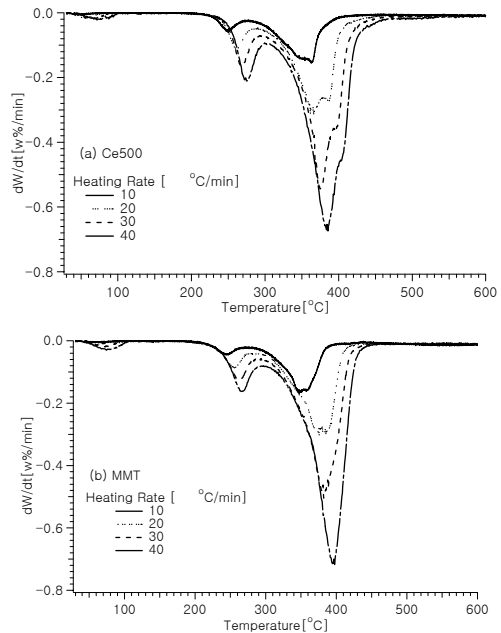 0.0
−0.2
−0.4
−0.6
−0.8
dW/dt[w%/min]
(a) Ce500
Heating Rate [ °C/min]
10
20
30
40
100 200 300 400 500 600
Temperature[°C]
0.0
−0.2
−0.4
−0.6
−0.8
dW/dt[w%/min]
(b) MMT
Heating Rate [ °C/min]
10
20
30
40
100 200 300 400 500 600
Temperature[°C]